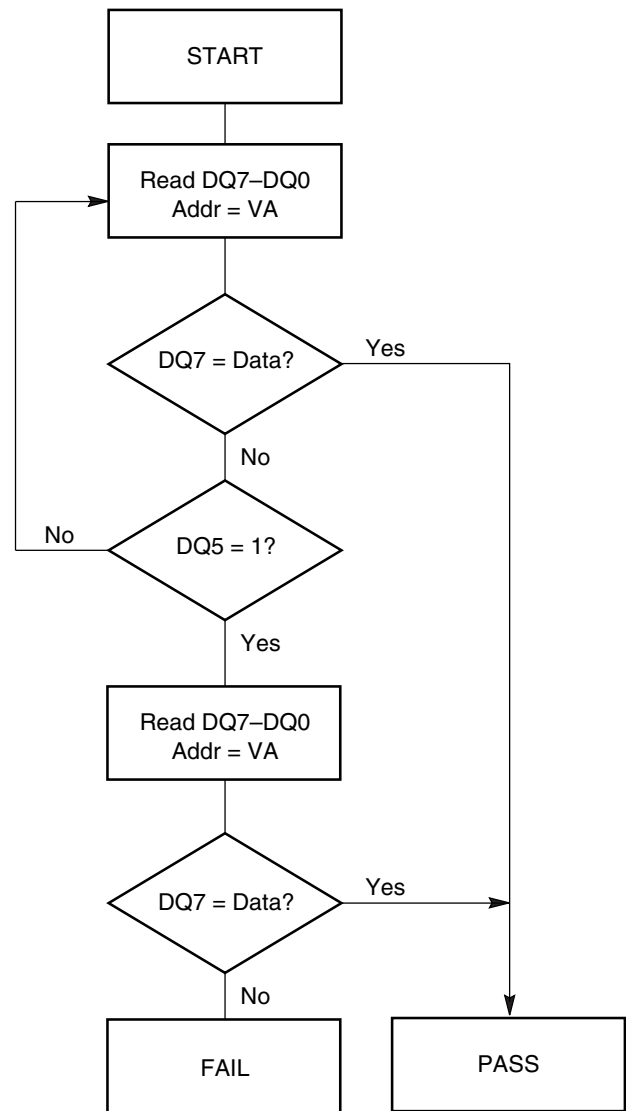 START
Read DQ7–DQ0
Addr = VA
DQ7 = Data?
Yes
No
DQ5 = 1?
No
Yes
Read DQ7–DQ0
Addr = VA
DQ7 = Data?
Yes
No
FAIL
PASS